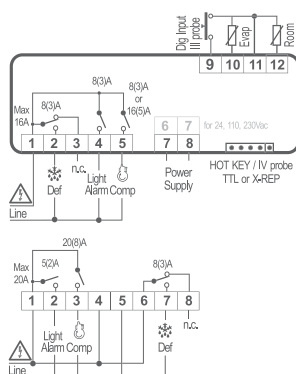 Dig Input
III probe
Evap
Room
9 10 11 12
8(3)A
8(3)A
or
16(5)A
Max
16A
8(3)A
6 7 for 24, 110, 230Vac
1 2 3 4 5 7 8
Def
n.c.
Light
Alarm Comp
Power
Supply
HOT KEY / IV probe
TTL or X-REP
Line
20(8)A
Max
20A
5(2)A
8(3)A
1 2 3 4 5 6 7 8
Light
Alarm Comp
Def
n.c.
Line